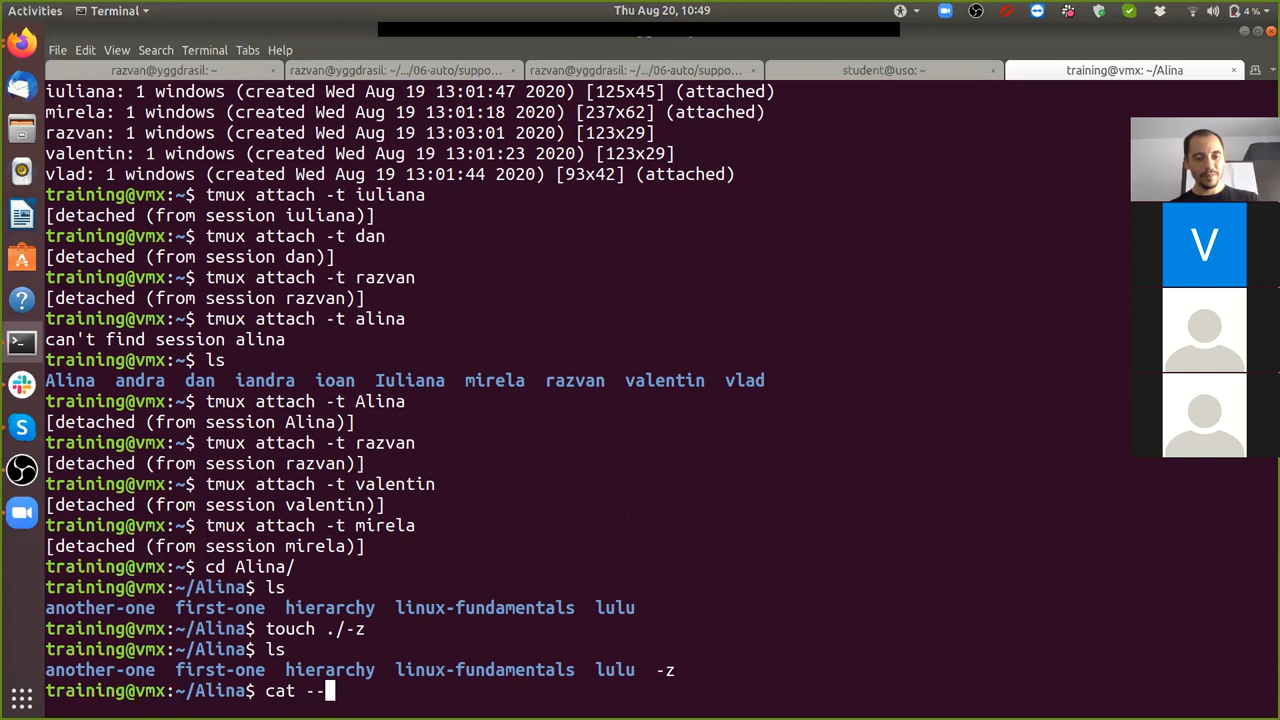 Activities Terminal Thu Aug 20, 10:49 4 %
File Edit View Search Terminal Tabs Help
razvan@yggdrasil: ~ razvan@yggdrasil: ~/.../06-auto/suppo... razvan@yggdrasil: ~/.../06-auto/suppo... student@uso: ~ training@vmx: ~/Alina
iuliana: 1 windows (created Wed Aug 19 13:01:47 2020) [125x45] (attached)
mirela: 1 windows (created Wed Aug 19 13:01:18 2020) [237x62] (attached)
razvan: 1 windows (created Wed Aug 19 13:03:01 2020) [123x29]
valentin: 1 windows (created Wed Aug 19 13:01:23 2020) [123x29]
vlad: 1 windows (created Wed Aug 19 13:01:44 2020) [93x42] (attached)
training@vmx:~$ tmux attach -t iuliana
[detached (from session iuliana)]
training@vmx:~$ tmux attach -t dan
[detached (from session dan)]
training@vmx:~$ tmux attach -t razvan
[detached (from session razvan)]
training@vmx:~$ tmux attach -t alina
can't find session alina
training@vmx:~$ ls
Alina andra dan iandra ioan Iuliana mirela razvan valentin vlad
training@vmx:~$ tmux attach -t Alina
[detached (from session Alina)]
training@vmx:~$ tmux attach -t razvan
[detached (from session razvan)]
training@vmx:~$ tmux attach -t valentin
[detached (from session valentin)]
training@vmx:~$ tmux attach -t mirela
[detached (from session mirela)]
training@vmx:~$ cd Alina/
training@vmx:~/Alina$ ls
another-one first-one hierarchy linux-fundamentals lulu
training@vmx:~/Alina$ touch ./-z
training@vmx:~/Alina$ ls
another-one first-one hierarchy linux-fundamentals lulu -z
training@vmx:~/Alina$ cat --
V